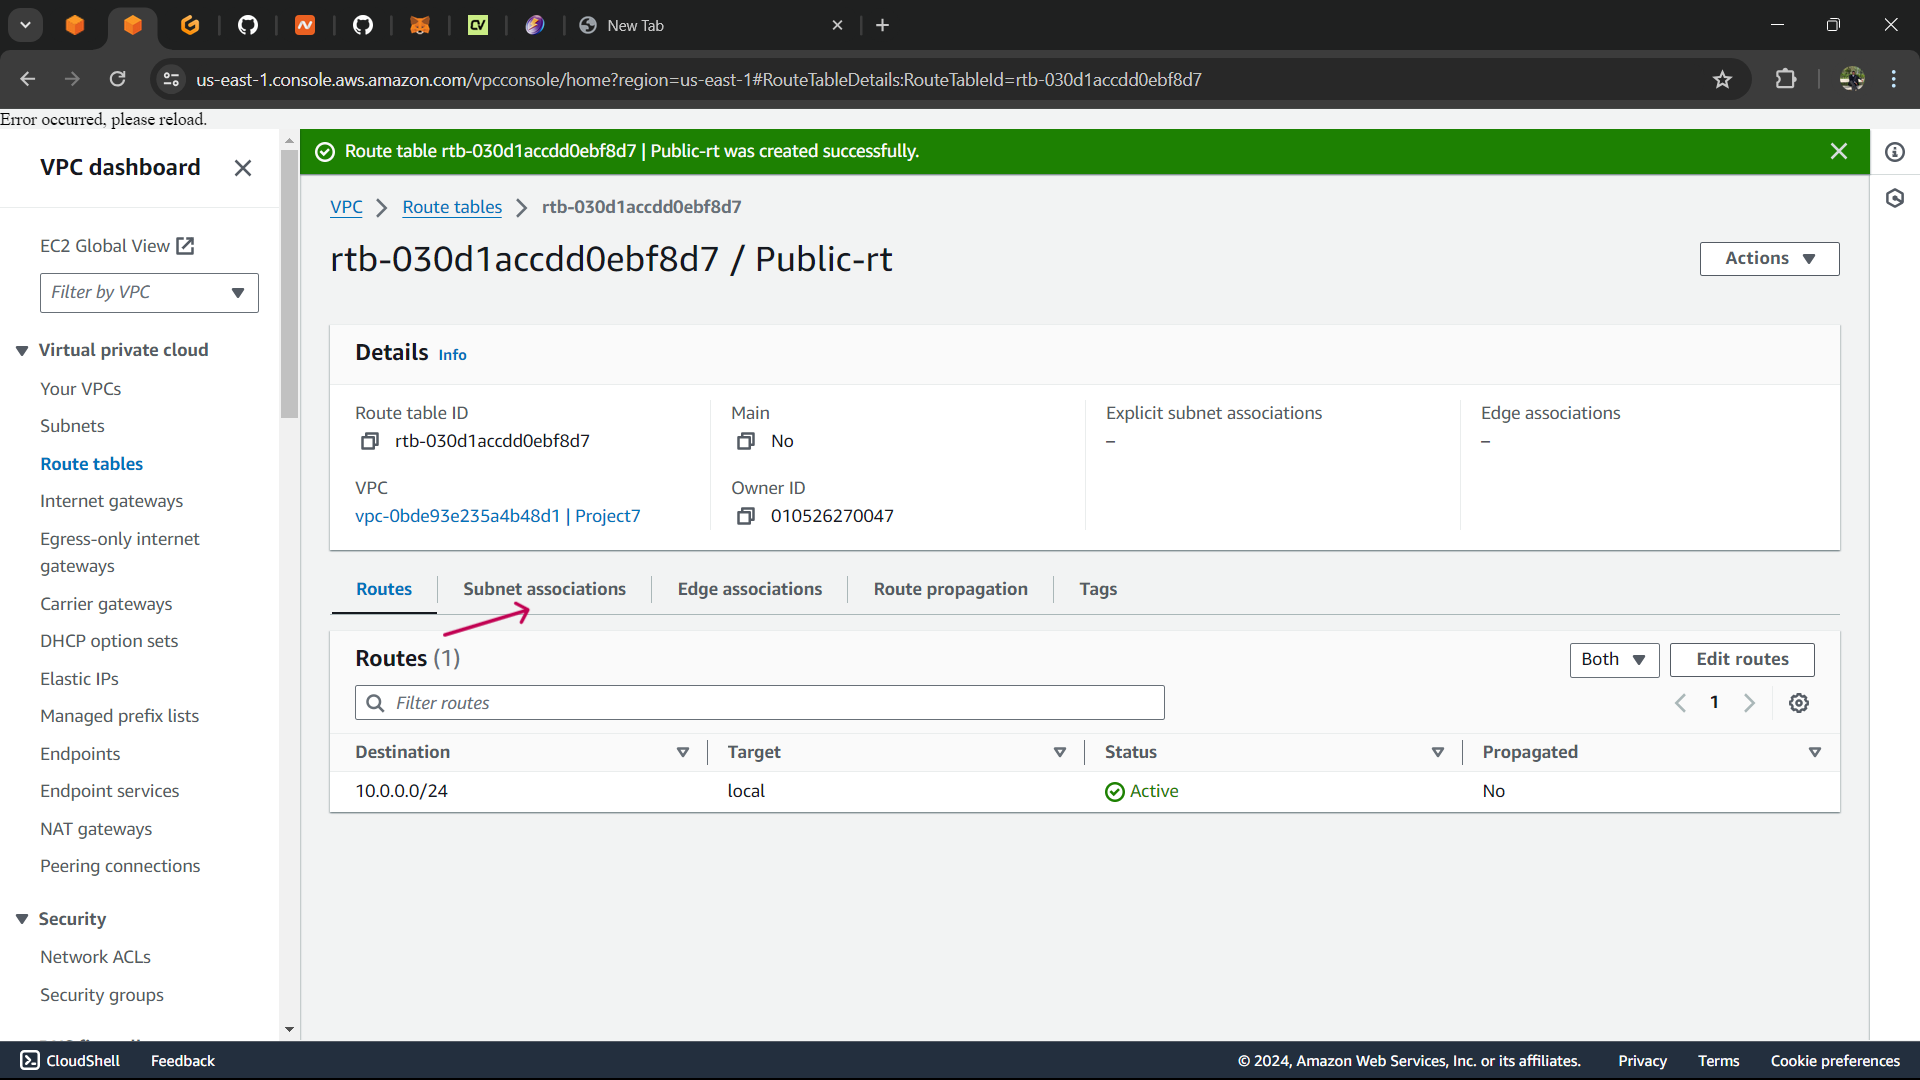 New Tab
us-east-1.console.aws.amazon.com/vpcconsole/home?region=us-east-1#RouteTableDetails:RouteTableId=rtb-030d1accdd0ebf8d7
Error occurred, please reload.
VPC dashboard
EC2 Global View
Filter by VPC
Virtual private cloud
Your VPCs
Subnets
Route tables
Internet gateways
Egress-only internet
gateways
Carrier gateways
DHCP option sets
Elastic IPs
Managed prefix lists
Endpoints
Endpoint services
NAT gateways
Peering connections
Security
Network ACLs
Security groups
Route table rtb-030d1accdd0ebf8d7 | Public-rt was created successfully.
VPC > Route tables > rtb-030d1accdd0ebf8d7
rtb-030d1accdd0ebf8d7 / Public-rt
Actions
Details Info
Route table ID
rtb-030d1accdd0ebf8d7
Main
No
Explicit subnet associations
–
Edge associations
–
VPC
vpc-0bde93e235a4b48d1 | Project7
Owner ID
010526270047
Routes
Subnet associations
Edge associations
Route propagation
Tags
Routes (1)
Both
Edit routes
Filter routes
1
Destination Target Status Propagated
10.0.0.0/24 local Active No
CloudShell Feedback
© 2024, Amazon Web Services, Inc. or its affiliates. Privacy Terms Cookie preferences